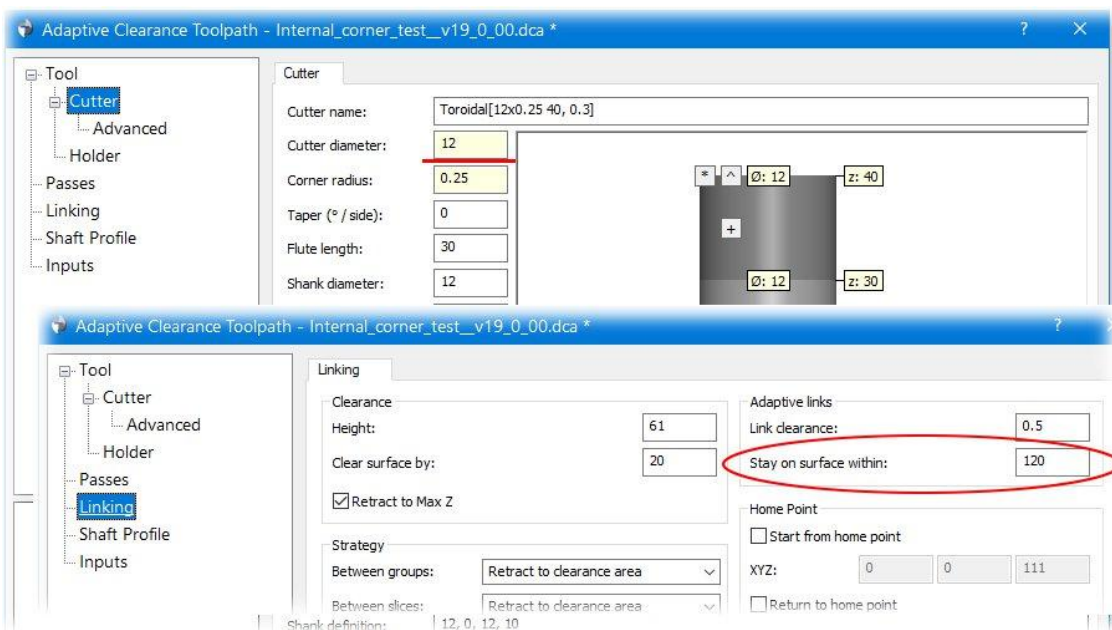 Adaptive Clearance Toolpath - Internal_corner_test__v19_0_00.dca *
Tool
Cutter
Advanced
Holder
Passes
Linking
Shaft Profile
Inputs
Cutter
Cutter name: Toroidal[12x0.25 40, 0.3]
Cutter diameter: 12
Corner radius: 0.25
Taper (° / side): 0
Flute length: 30
Shank diameter: 12
* ^ Ø: 12 z: 40
+
Ø: 12 z: 30
Adaptive Clearance Toolpath - Internal_corner_test__v19_0_00.dca *
Tool
Cutter
Advanced
Holder
Passes
Linking
Shaft Profile
Inputs
Linking
Clearance
Height: 61
Clear surface by: 20
Retract to Max Z
Strategy
Between groups: Retract to clearance area
Between slices: Retract to clearance area
Shank definition: 12, 0, 12, 10
Adaptive links
Link clearance: 0.5
Stay on surface within: 120
Home Point
Start from home point
XYZ: 0 0 111
Return to home point